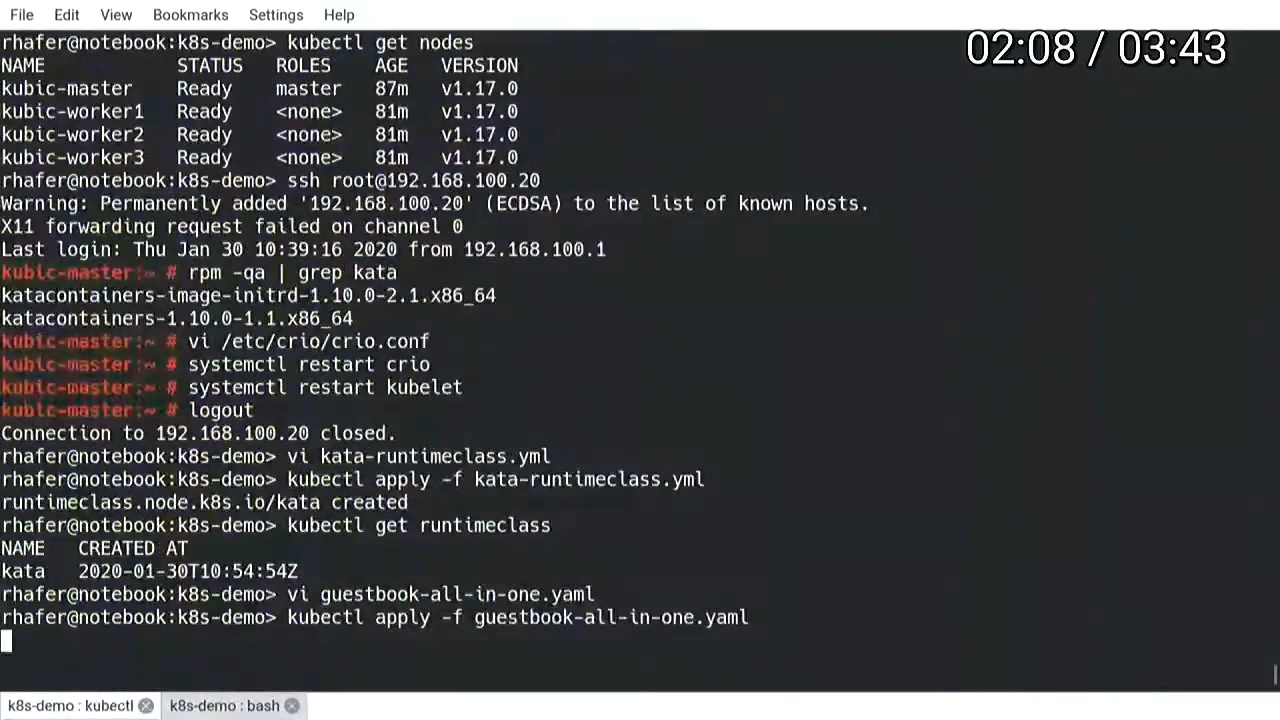 File Edit View Bookmarks Settings Help
02:08 / 03:43
rhafer@notebook:k8s-demo> kubectl get nodes
NAME STATUS ROLES AGE VERSION
kubic-master Ready master 87m v1.17.0
kubic-worker1 Ready <none> 81m v1.17.0
kubic-worker2 Ready <none> 81m v1.17.0
kubic-worker3 Ready <none> 81m v1.17.0
rhafer@notebook:k8s-demo> ssh root@192.168.100.20
Warning: Permanently added '192.168.100.20' (ECDSA) to the list of known hosts.
X11 forwarding request failed on channel 0
Last login: Thu Jan 30 10:39:16 2020 from 192.168.100.1
kubic-master:~ # rpm -qa | grep kata
katacontainers-image-initrd-1.10.0-2.1.x86_64
katacontainers-1.10.0-1.1.x86_64
kubic-master:~ # vi /etc/crio/crio.conf
kubic-master:~ # systemctl restart crio
kubic-master:~ # systemctl restart kubelet
kubic-master:~ # logout
Connection to 192.168.100.20 closed.
rhafer@notebook:k8s-demo> vi kata-runtimeclass.yml
rhafer@notebook:k8s-demo> kubectl apply -f kata-runtimeclass.yml
runtimeclass.node.k8s.io/kata created
rhafer@notebook:k8s-demo> kubectl get runtimeclass
NAME CREATED AT
kata 2020-01-30T10:54:54Z
rhafer@notebook:k8s-demo> vi guestbook-all-in-one.yaml
rhafer@notebook:k8s-demo> kubectl apply -f guestbook-all-in-one.yaml
k8s-demo : kubectl k8s-demo : bash